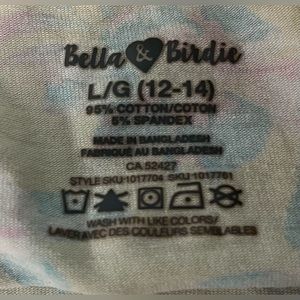 Bella & Birdie
L/G (12-14)
95% COTTON/COTON
5% SPANDEX
MADE IN BANGLADESH
FABRIQUÉ AU BANGLADESH
CA 52427
STYLE SKU:1017704 SKU:1017761
WASH WITH LIKE COLORS/
LAVER AVEC DES COULEURS SEMBLABLES